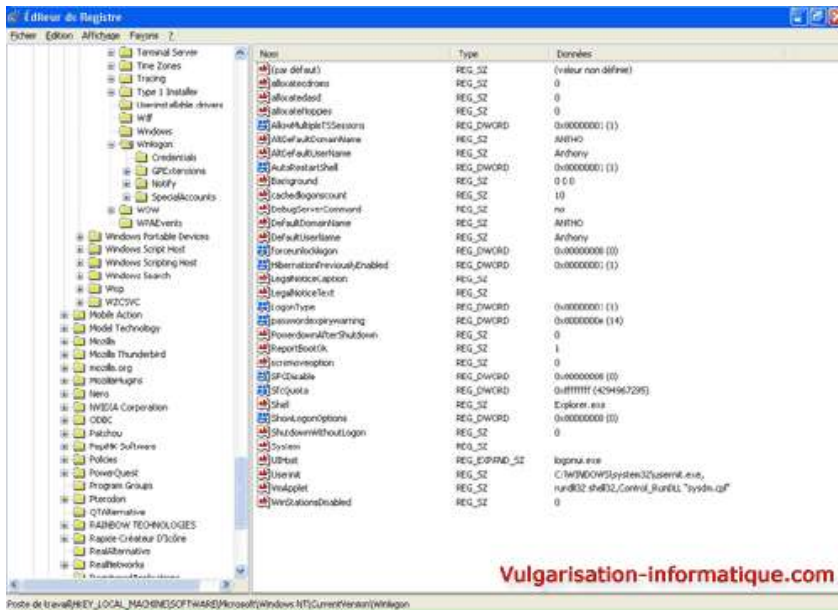 Éditeur du Registre
Fichier Edition Affichage Favoris ?
Terminal Server
Time Zones
Tracing
Type 1 Installer
Userinstallable.drivers
Wdf
Windows
Winlogon
Credentials
GPExtensions
Notify
SpecialAccounts
WOW
WPAEvents
Windows Portable Devices
Windows Script Host
Windows Scripting Host
Windows Search
Wisp
WZCSVC
Mobile Action
Model Technology
Mozilla
Mozilla Thunderbird
mozilla.org
MozillaPlugins
Nero
NVIDIA Corporation
ODBC
Patchou
PepiMK Software
Policies
PowerQuest
Program Groups
Pterodon
QTAlternative
RAINBOW TECHNOLOGIES
Rapide Créateur D'Icône
RealAlternative
RealNetworks
RegisteredApplications
Nom Type Données
(par défaut) REG_SZ (valeur non définie)
allocatecdroms REG_SZ 0
allocatedasd REG_SZ 0
allocatefloppies REG_SZ 0
AllowMultipleTSSessions REG_DWORD 0x00000001 (1)
AltDefaultDomainName REG_SZ ANTHO
AltDefaultUserName REG_SZ Anthony
AutoRestartShell REG_DWORD 0x00000001 (1)
Background REG_SZ 0 0 0
cachedlogonscount REG_SZ 10
DebugServerCommand REG_SZ no
DefaultDomainName REG_SZ ANTHO
DefaultUserName REG_SZ Anthony
forceunlocklogon REG_DWORD 0x00000000 (0)
HibernationPreviouslyEnabled REG_DWORD 0x00000001 (1)
LegalNoticeCaption REG_SZ
LegalNoticeText REG_SZ
LogonType REG_DWORD 0x00000001 (1)
passwordexpirywarning REG_DWORD 0x0000000e (14)
PowerdownAfterShutdown REG_SZ 0
ReportBootOk REG_SZ 1
scremoveoption REG_SZ 0
SFCDisable REG_DWORD 0x00000000 (0)
SfcQuota REG_DWORD 0xffffffff (4294967295)
Shell REG_SZ Explorer.exe
ShowLogonOptions REG_DWORD 0x00000000 (0)
ShutdownWithoutLogon REG_SZ 0
System REG_SZ
UIHost REG_EXPAND_SZ logonui.exe
Userinit REG_SZ C:\WINDOWS\system32\userinit.exe,
VmApplet REG_SZ rundll32 shell32,Control_RunDLL "sysdm.cpl"
WinStationsDisabled REG_SZ 0
Vulgarisation-informatique.com
Poste de travail\HKEY_LOCAL_MACHINE\SOFTWARE\Microsoft\Windows NT\CurrentVersion\Winlogon